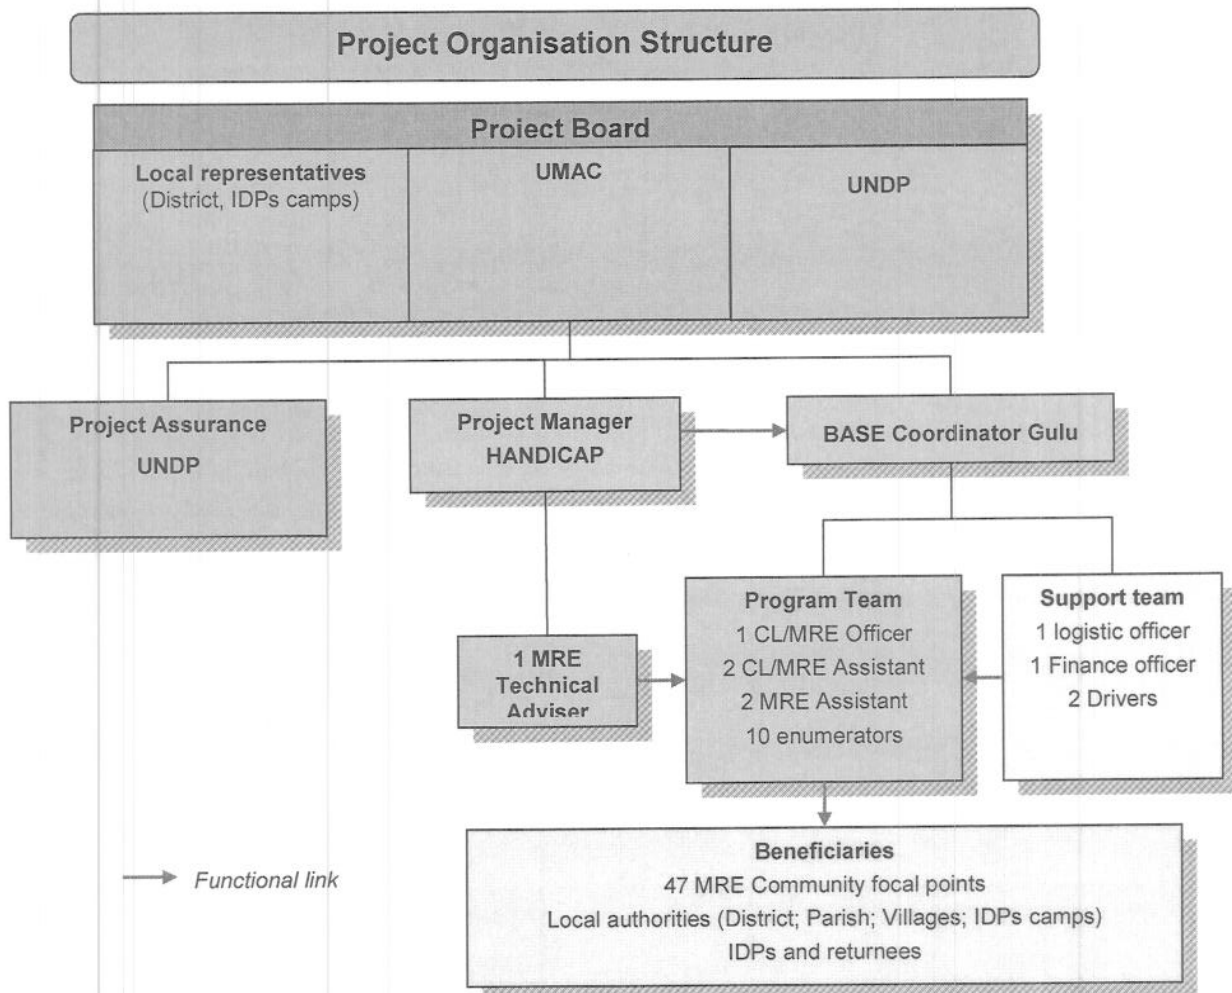 Project Organisation Structure
Project Board
Local representatives
(District, IDPs camps)
UMAC
UNDP
Project Assurance
UNDP
Project Manager
HANDICAP
BASE Coordinator Gulu
1 MRE
Technical
Adviser
Program Team
1 CL/MRE Officer
2 CL/MRE Assistant
2 MRE Assistant
10 enumerators
Support team
1 logistic officer
1 Finance officer
2 Drivers
Beneficiaries
47 MRE Community focal points
Local authorities (District; Parish; Villages; IDPs camps)
IDPs and returnees
Functional link